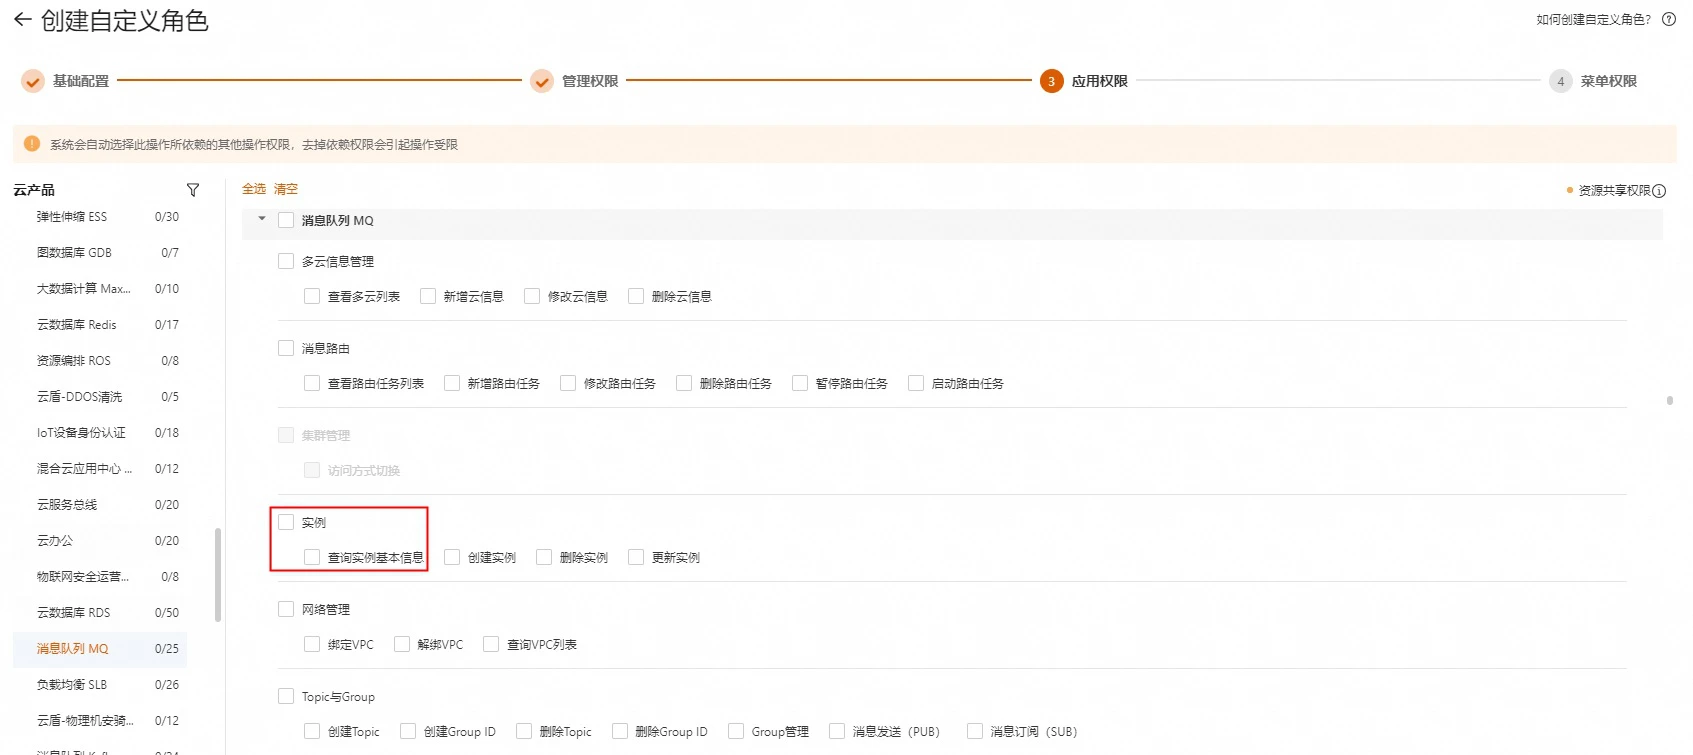 创建自定义角色
如何创建自定义角色?
基础配置
管理权限
3 应用权限
4 菜单权限
系统会自动选择此操作所依赖的其他操作权限，去掉依赖权限会引起操作受限
云产品
弹性伸缩 ESS 0/30
图数据库 GDB 0/7
大数据计算 Max... 0/10
云数据库 Redis 0/17
资源编排 ROS 0/8
云盾-DDOS清洗 0/5
IoT设备身份认证 0/18
混合云应用中心 ... 0/12
云服务总线 0/20
云办公 0/20
物联网安全运营... 0/8
云数据库 RDS 0/50
消息队列 MQ 0/25
负载均衡 SLB 0/26
云盾-物理机安骑... 0/12
全选 清空
资源共享权限
消息队列 MQ
多云信息管理
查看多云列表 新增云信息 修改云信息 删除云信息
消息路由
查看路由任务列表 新增路由任务 修改路由任务 删除路由任务 暂停路由任务 启动路由任务
集群管理
访问方式切换
实例
查询实例基本信息 创建实例 删除实例 更新实例
网络管理
绑定VPC 解绑VPC 查询VPC列表
Topic与Group
创建Topic 创建Group ID 删除Topic 删除Group ID Group管理 消息发送（PUB） 消息订阅（SUB）